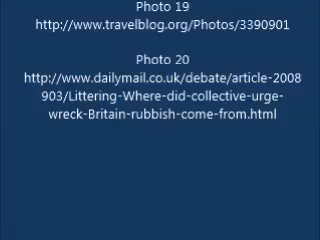 Photo 19
http://www.travelblog.org/Photos/3390901
Photo 20
http://www.dailymail.co.uk/debate/article-2008
903/Littering-Where-did-collective-urge-
wreck-Britain-rubbish-come-from.html